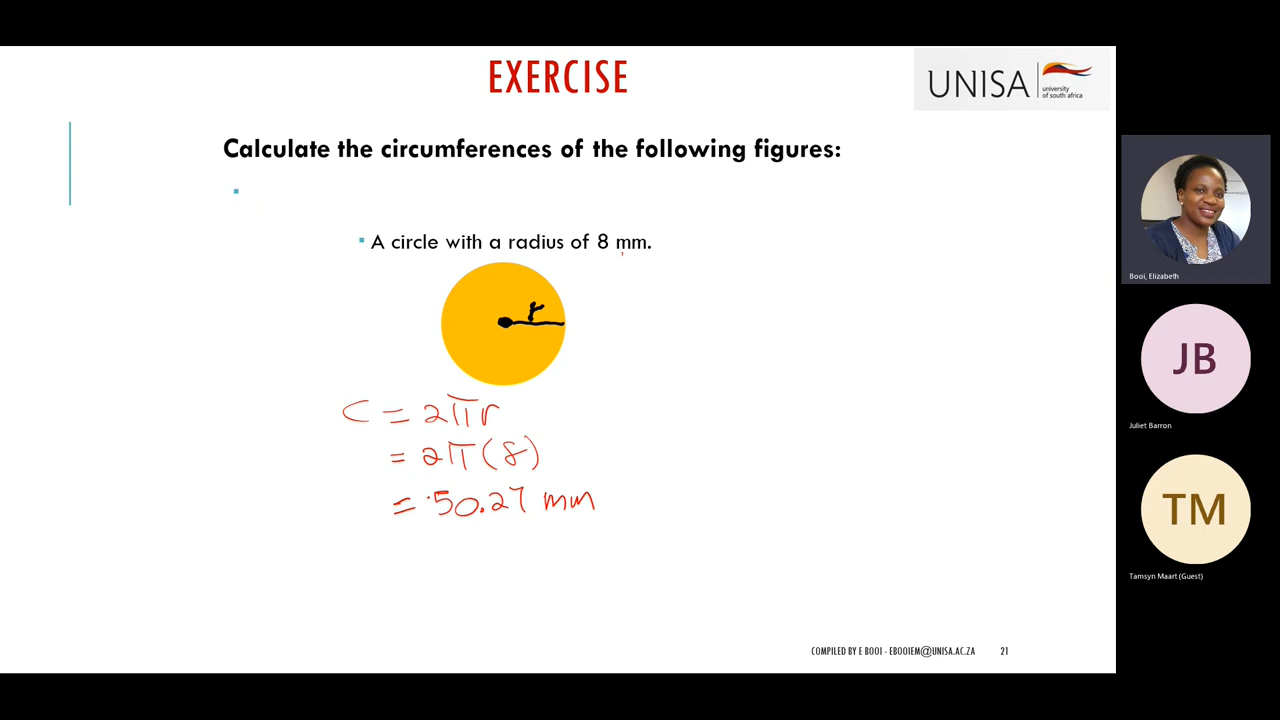 EXERCISE
UNISA
university
of south africa
Calculate the circumferences of the following figures:
A circle with a radius of 8 mm.
r
C = 2πr
= 2π(8)
= 50.27 mm
COMPILED BY E BOOI - EBOOIEM@UNISA.AC.ZA
21
Booi, Elizabeth
JB
Juliet Barron
TM
Tamsyn Maart (Guest)